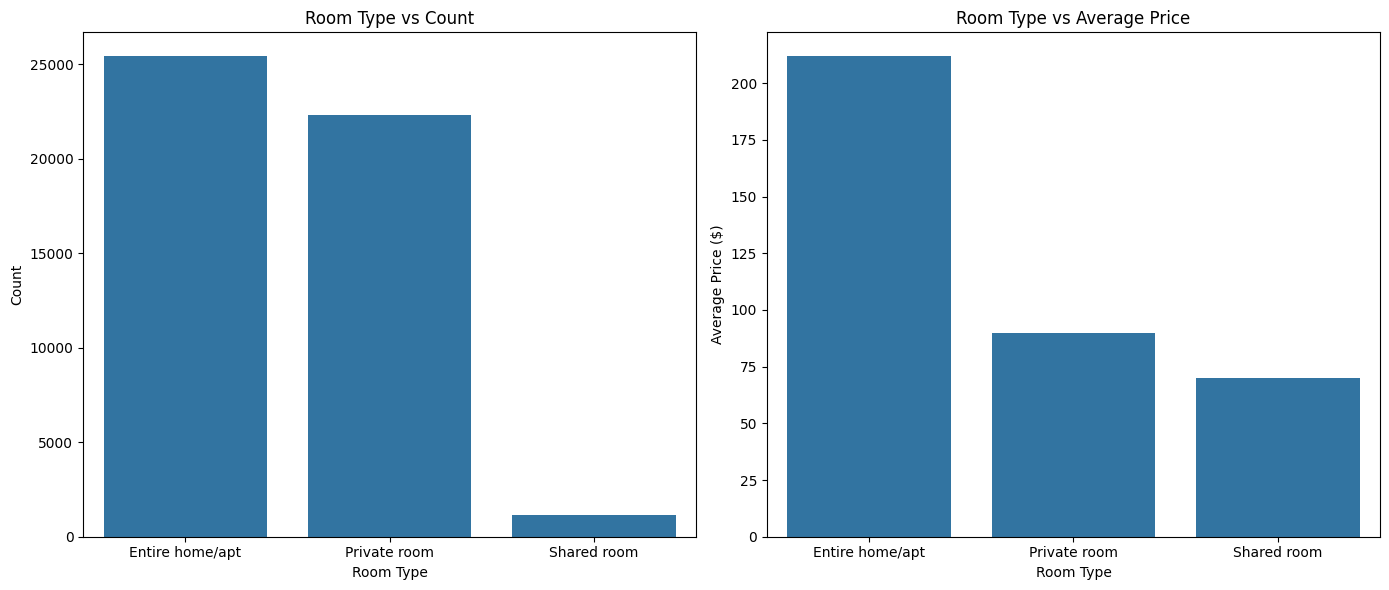 Room Type vs Count
25000
20000
15000
10000
5000
0
Count
Entire home/apt Private room Shared room
Room Type
Room Type vs Average Price
200
175
150
125
100
75
50
25
0
Average Price ($)
Entire home/apt Private room Shared room
Room Type